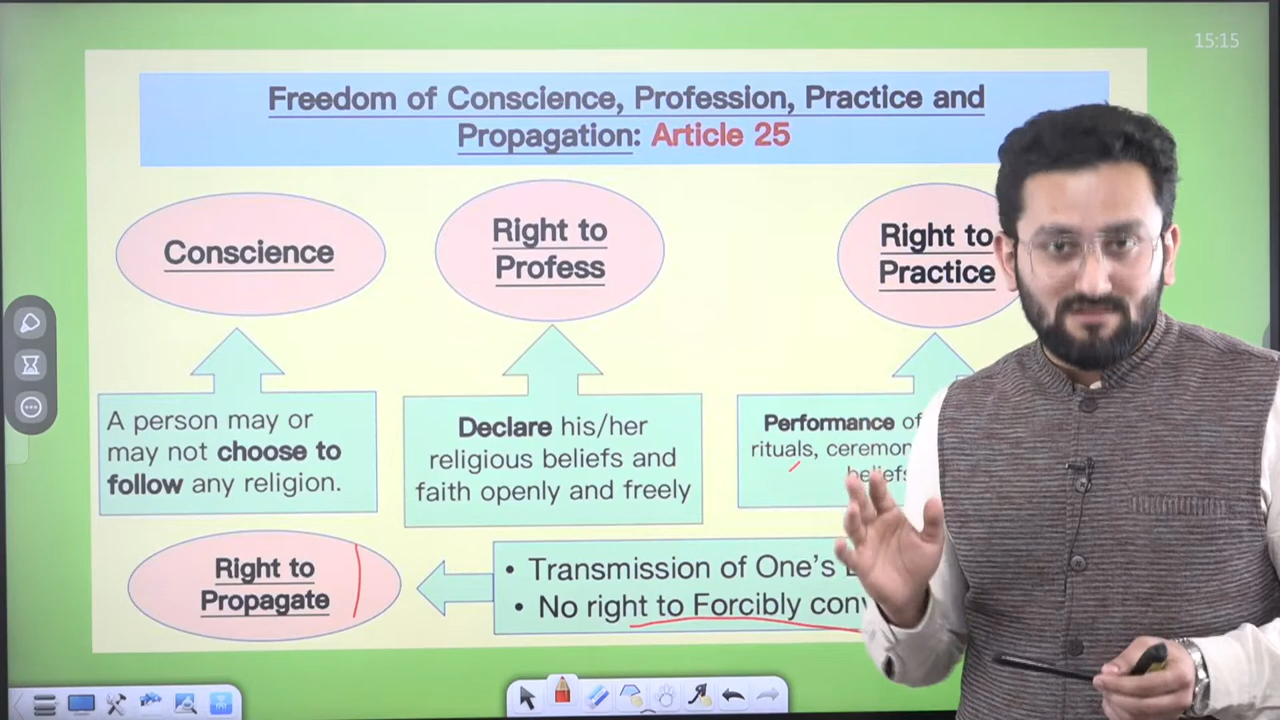 15:15
Freedom of Conscience, Profession, Practice and
Propagation: Article 25
Conscience
Right to
Profess
Right to
Practice
A person may or
may not choose to
follow any religion.
Declare his/her
religious beliefs and
faith openly and freely
Performance of
rituals,
beliefs
Right to
Propagate
• Transmission of One's
• No right to Forcibly